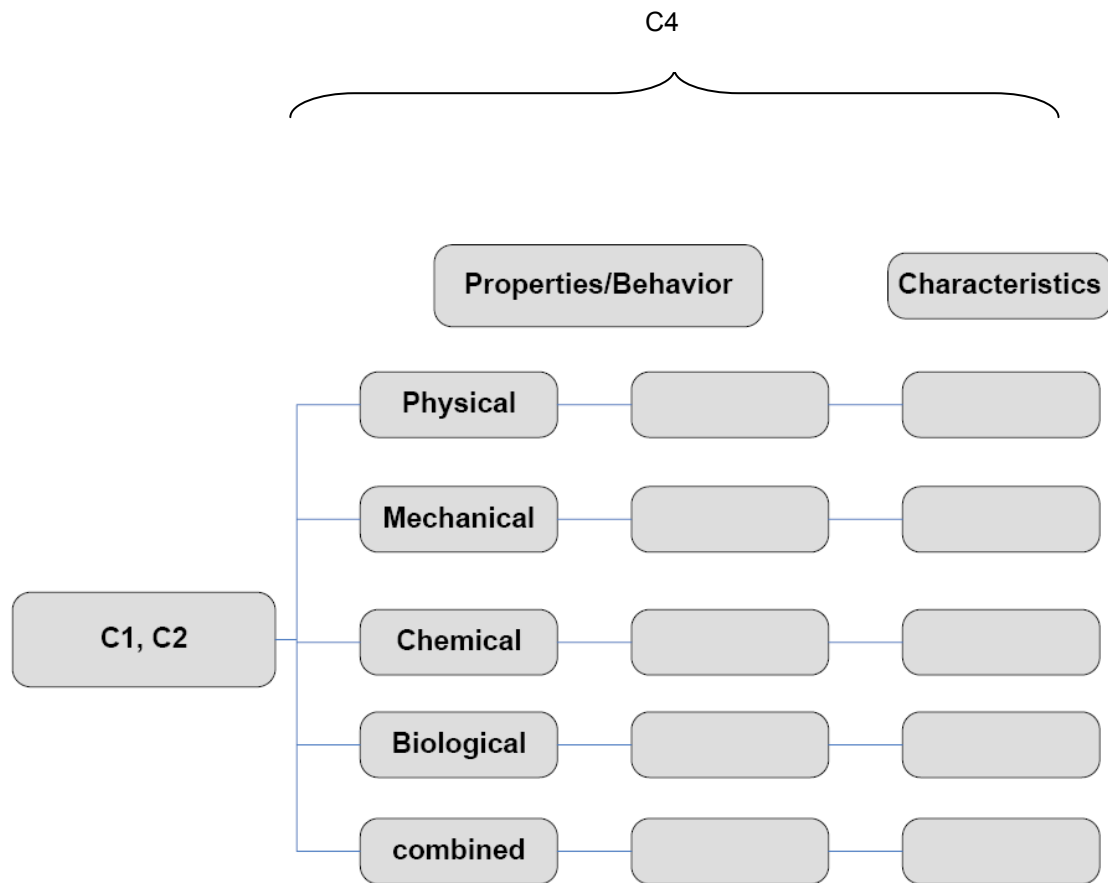 C4
Properties/Behavior
Characteristics
Physical
Mechanical
C1, C2
Chemical
Biological
combined